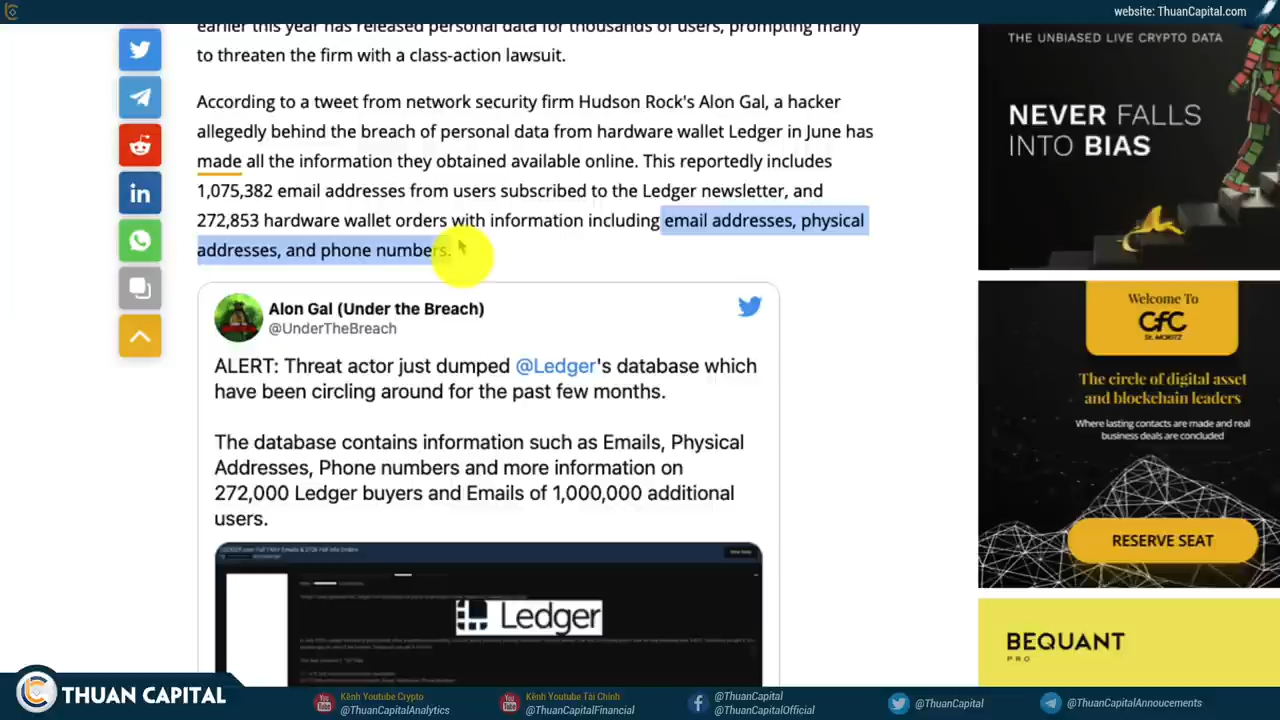 website: ThuanCapital.com
earlier this year has released personal data for thousands of users, prompting many
to threaten the firm with a class-action lawsuit.
According to a tweet from network security firm Hudson Rock's Alon Gal, a hacker
allegedly behind the breach of personal data from hardware wallet Ledger in June has
made all the information they obtained available online. This reportedly includes
1,075,382 email addresses from users subscribed to the Ledger newsletter, and
272,853 hardware wallet orders with information including email addresses, physical
addresses, and phone numbers.
Alon Gal (Under the Breach)
@UnderTheBreach
ALERT: Threat actor just dumped @Ledger's database which
have been circling around for the past few months.
The database contains information such as Emails, Physical
Addresses, Phone numbers and more information on
272,000 Ledger buyers and Emails of 1,000,000 additional
users.
Ledger
THE UNBIASED LIVE CRYPTO DATA
NEVER FALLS
INTO BIAS
Welcome To
CfC
St. MORITZ
The circle of digital asset
and blockchain leaders
Where lasting contacts are made and real
business deals are concluded
RESERVE SEAT
BEQUANT
PRO
THUAN CAPITAL
Kênh Youtube Crypto
@ThuanCapitalAnalytics
Kênh Youtube Tài Chính
@ThuanCapitalFinancial
@ThuanCapital
@ThuanCapitalOfficial
@ThuanCapital
@ThuanCapitalAnnoucements